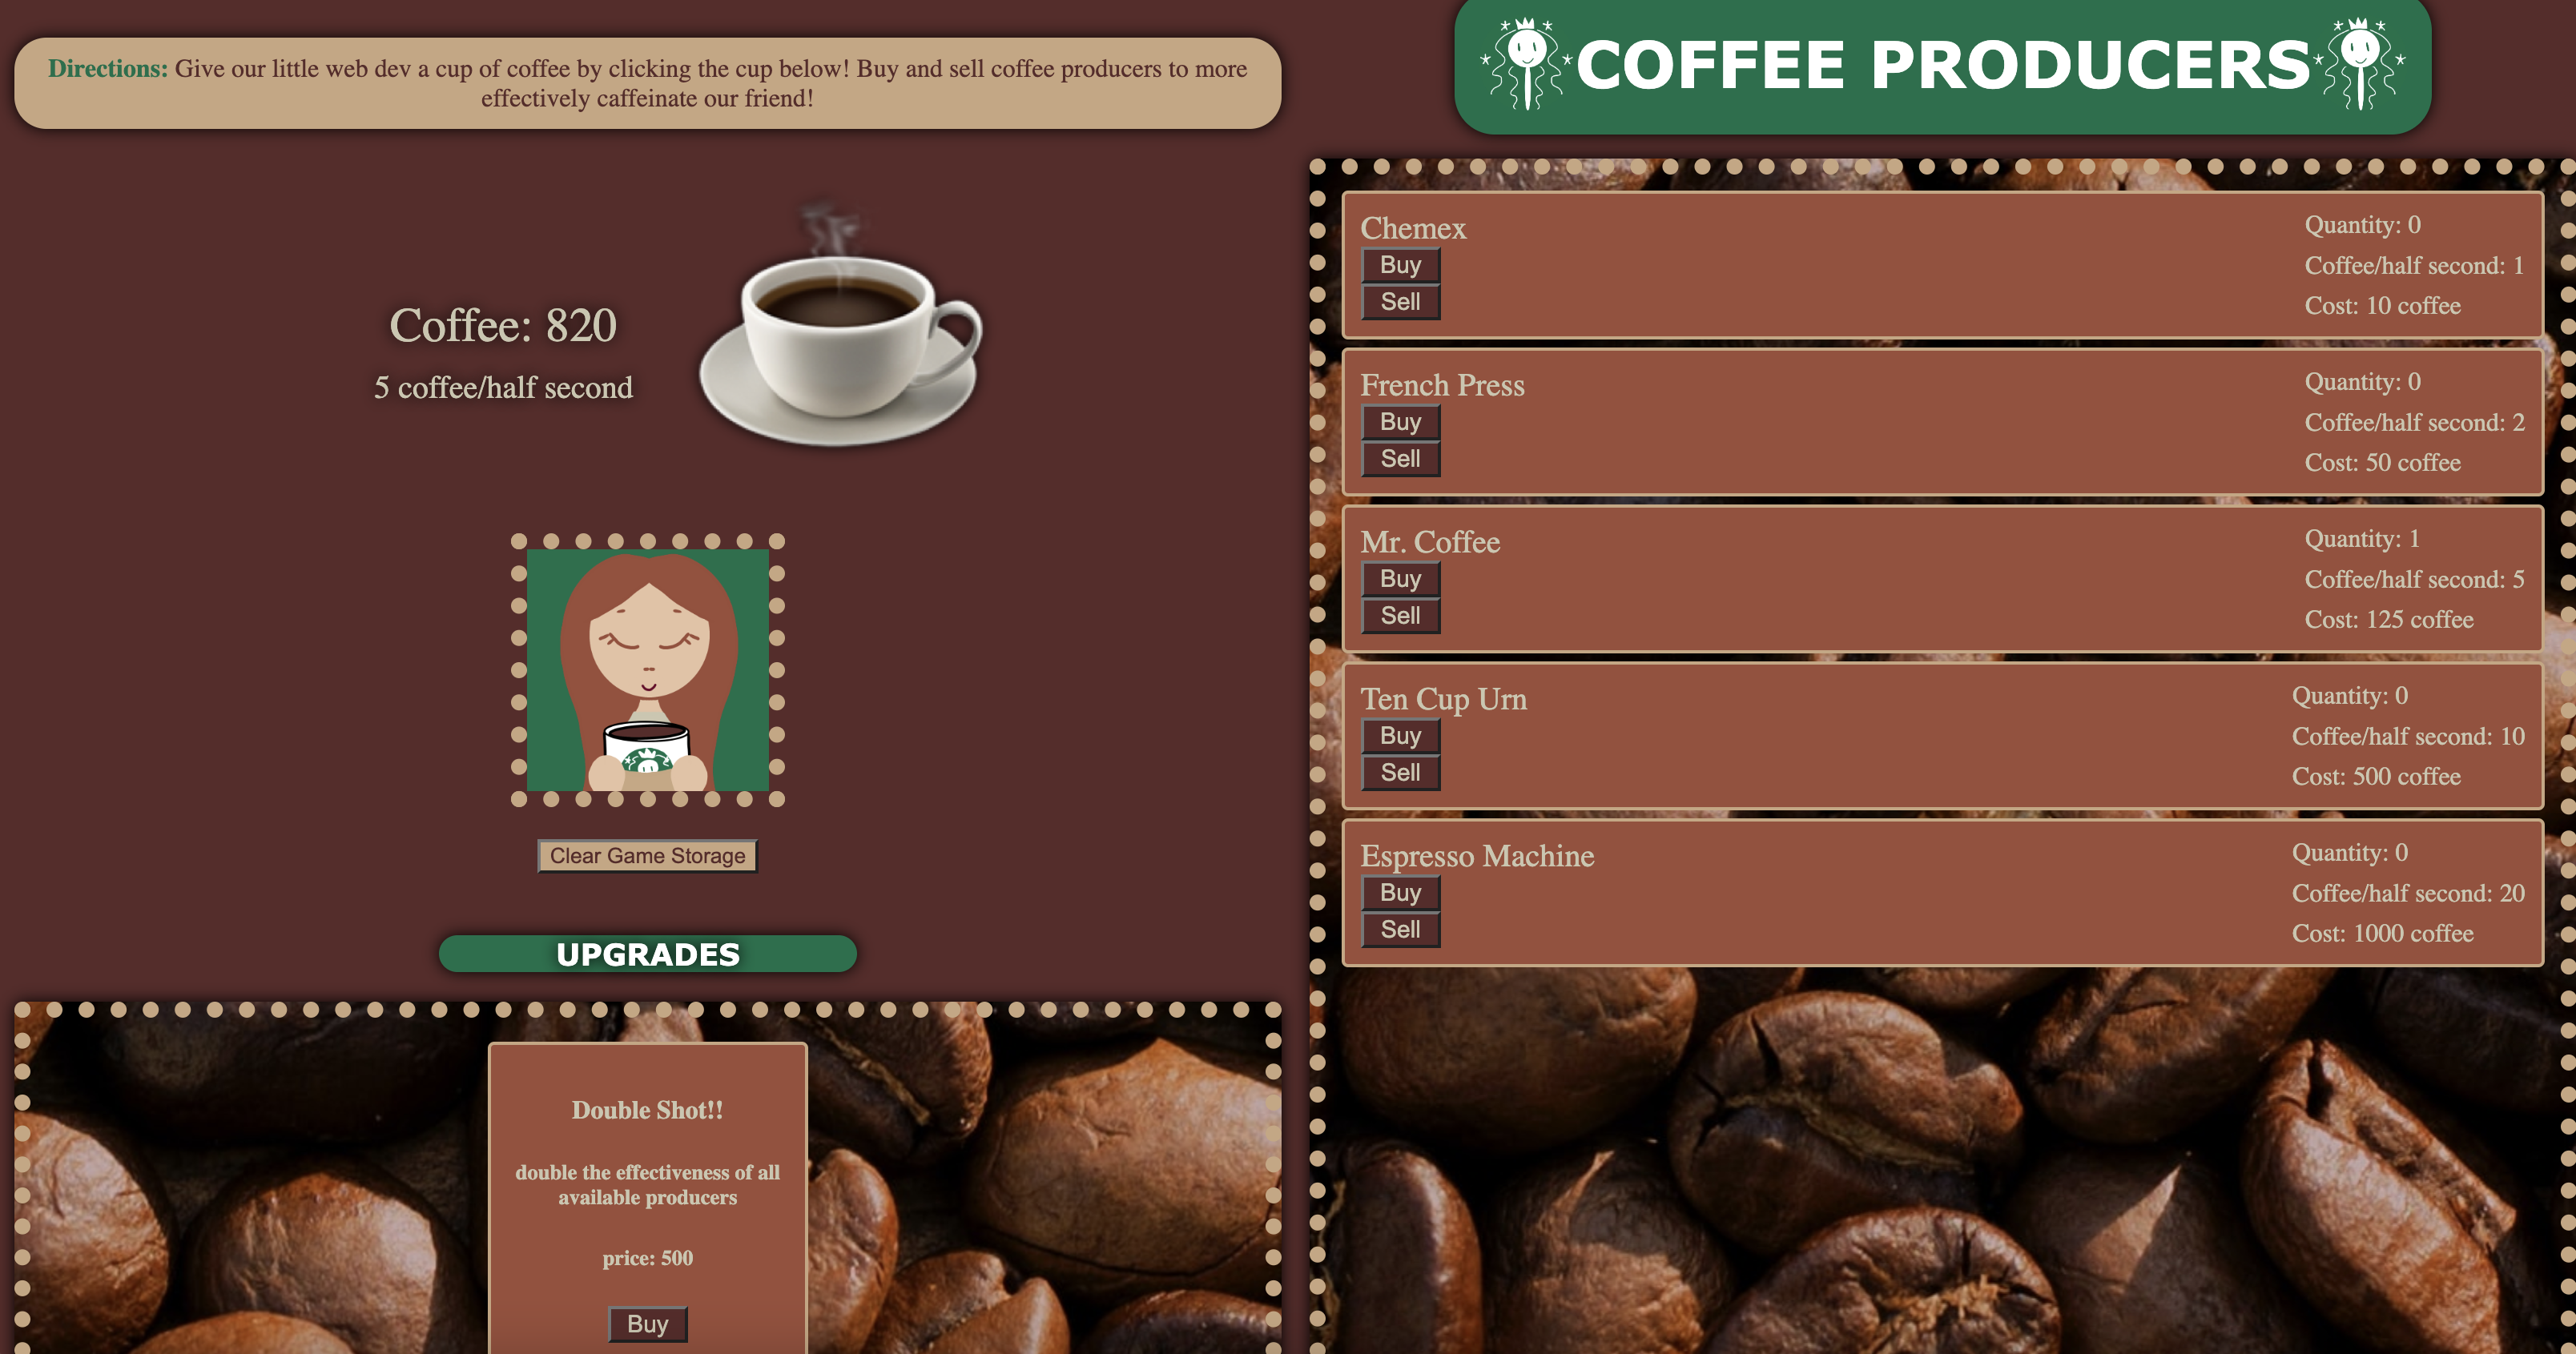 Directions: Give our little web dev a cup of coffee by clicking the cup below! Buy and sell coffee producers to more
effectively caffeinate our friend!
Coffee: 820
5 coffee/half second
Clear Game Storage
UPGRADES
Double Shot!!
double the effectiveness of all
available producers
price: 500
Buy
COFFEE PRODUCERS
Chemex
Buy
Sell
Quantity: 0
Coffee/half second: 1
Cost: 10 coffee
French Press
Buy
Sell
Quantity: 0
Coffee/half second: 2
Cost: 50 coffee
Mr. Coffee
Buy
Sell
Quantity: 1
Coffee/half second: 5
Cost: 125 coffee
Ten Cup Urn
Buy
Sell
Quantity: 0
Coffee/half second: 10
Cost: 500 coffee
Espresso Machine
Buy
Sell
Quantity: 0
Coffee/half second: 20
Cost: 1000 coffee